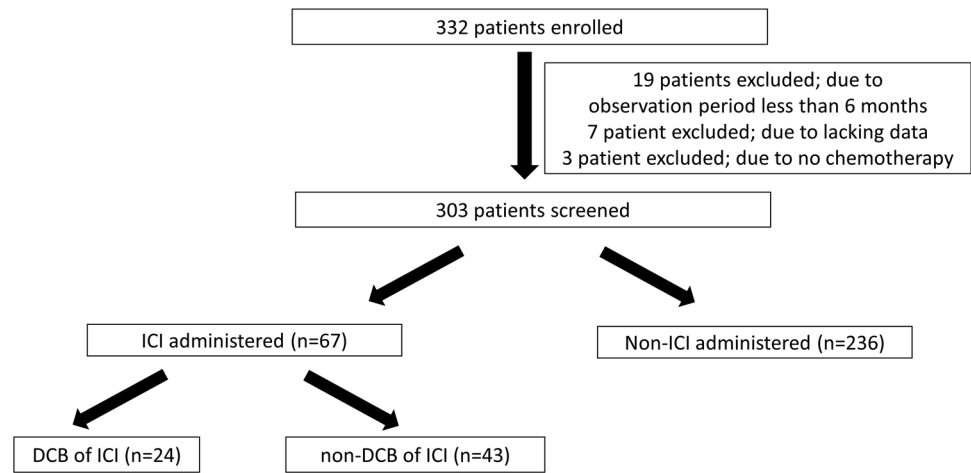 332 patients enrolled
19 patients excluded; due to
observation period less than 6 months
7 patient excluded; due to lacking data
3 patient excluded; due to no chemotherapy
303 patients screened
ICI administered (n=67)
Non-ICI administered (n=236)
DCB of ICI (n=24)
non-DCB of ICI (n=43)